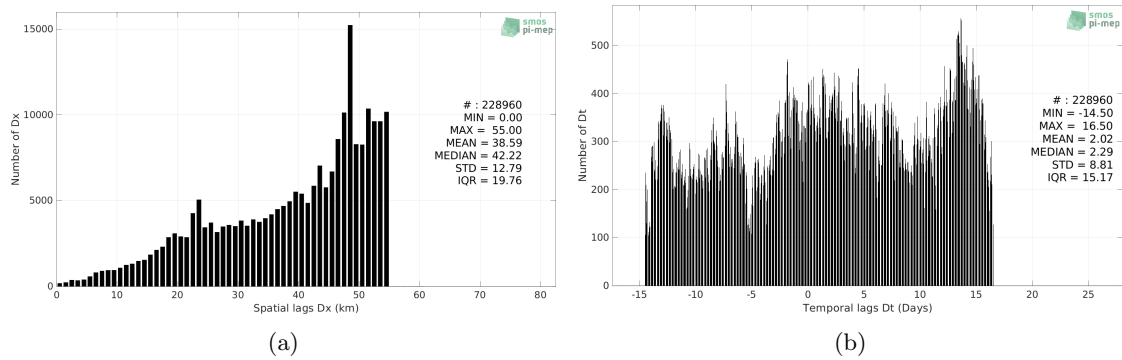 smos
pi-mep
15000
10000
5000
0
0 10 20 30 40 50 60 70 80
Number of Dx
Spatial lags Dx (km)
# : 228960
MIN = 0.00
MAX = 55.00
MEAN = 38.59
MEDIAN = 42.22
STD = 12.79
IQR = 19.76
(a)
smos
pi-mep
500
400
300
200
100
0
-15 -10 -5 0 5 10 15 20 25
Number of Dt
Temporal lags Dt (Days)
# : 228960
MIN = -14.50
MAX = 16.50
MEAN = 2.02
MEDIAN = 2.29
STD = 8.81
IQR = 15.17
(b)